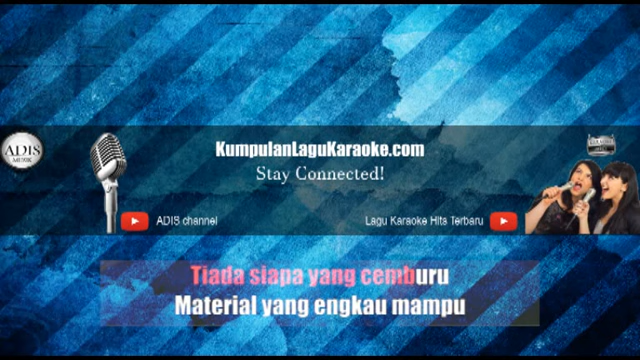 KumpulanLaguKaraoke.com
Stay Connected!
ADIS
MUSIK
ADIS channel
Lagu Karaoke Hits Terbaru
Tiada siapa yang cemburu
Material yang engkau mampu